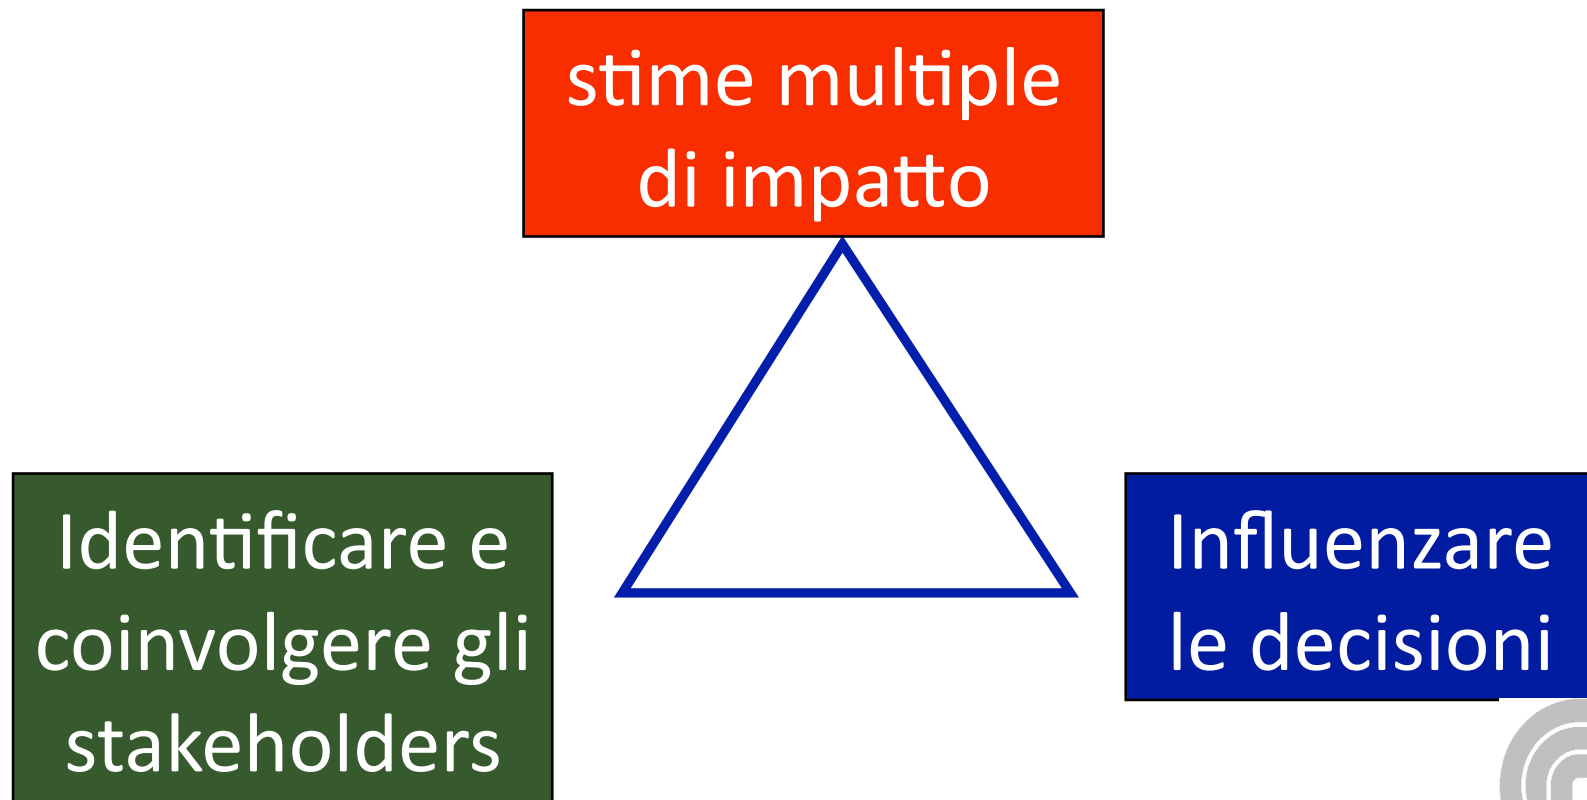 stime multiple
di impatto
Identificare e
coinvolgere gli
stakeholders
Influenzare
le decisioni